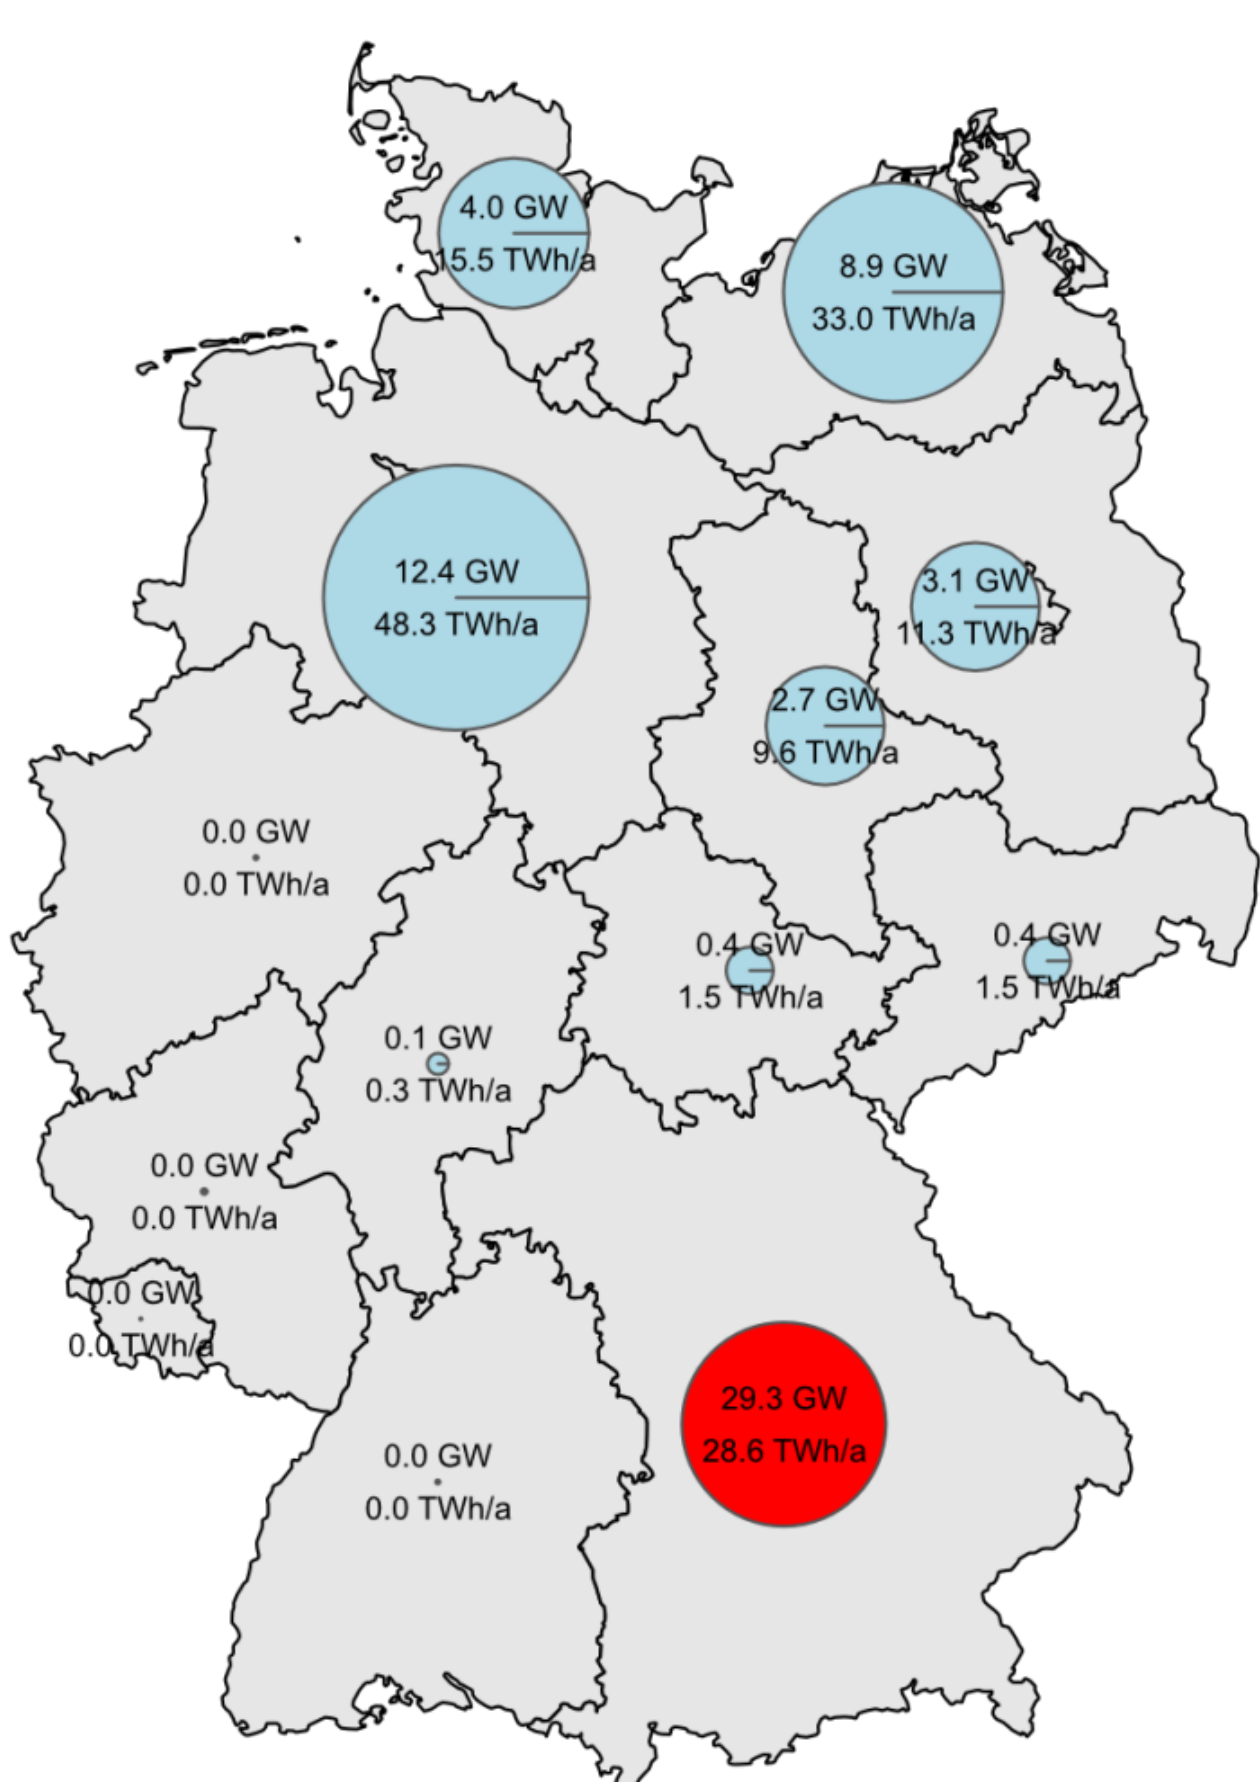 4.0 GW
15.5 TWh/a
8.9 GW
33.0 TWh/a
12.4 GW
48.3 TWh/a
3.1 GW
11.3 TWh/a
2.7 GW
9.6 TWh/a
0.0 GW
0.0 TWh/a
0.4 GW
1.5 TWh/a
0.4 GW
1.5 TWh/a
0.1 GW
0.3 TWh/a
0.0 GW
0.0 TWh/a
0.0 GW
0.0 TWh/a
29.3 GW
28.6 TWh/a
0.0 GW
0.0 TWh/a